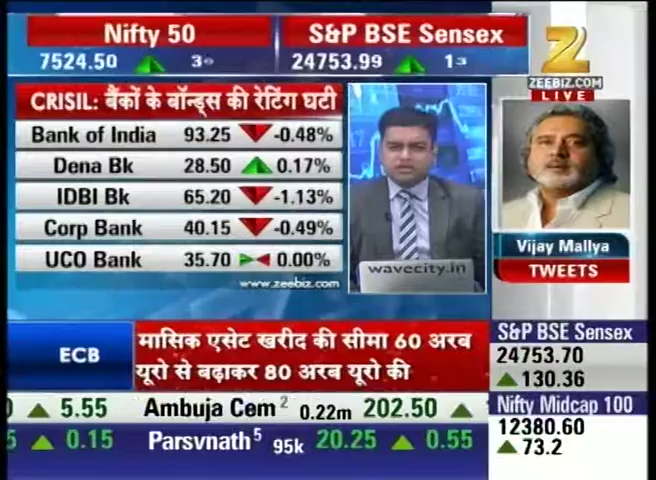 Nifty 50
7524.50
S&P BSE Sensex
24753.99
Z
ZEEBIZ.COM
LIVE
CRISIL: बैंकों के बॉन्ड्स की रेटिंग घटी
Bank of India 93.25 -0.48%
Dena Bk 28.50 0.17%
IDBI Bk 65.20 -1.13%
Corp Bank 40.15 -0.49%
UCO Bank 35.70 0.00%
www.zeebiz.com
wavecity.in
Vijay Mallya
TWEETS
ECB
मासिक एसेट खरीद की सीमा 60 अरब
यूरो से बढ़ाकर 80 अरब यूरो की
S&P BSE Sensex
24753.70
130.36
Nifty Midcap 100
12380.60
73.2
5.55 Ambuja Cem 2 0.22m 202.50
0.15 Parsvnath 5 95k 20.25 0.55